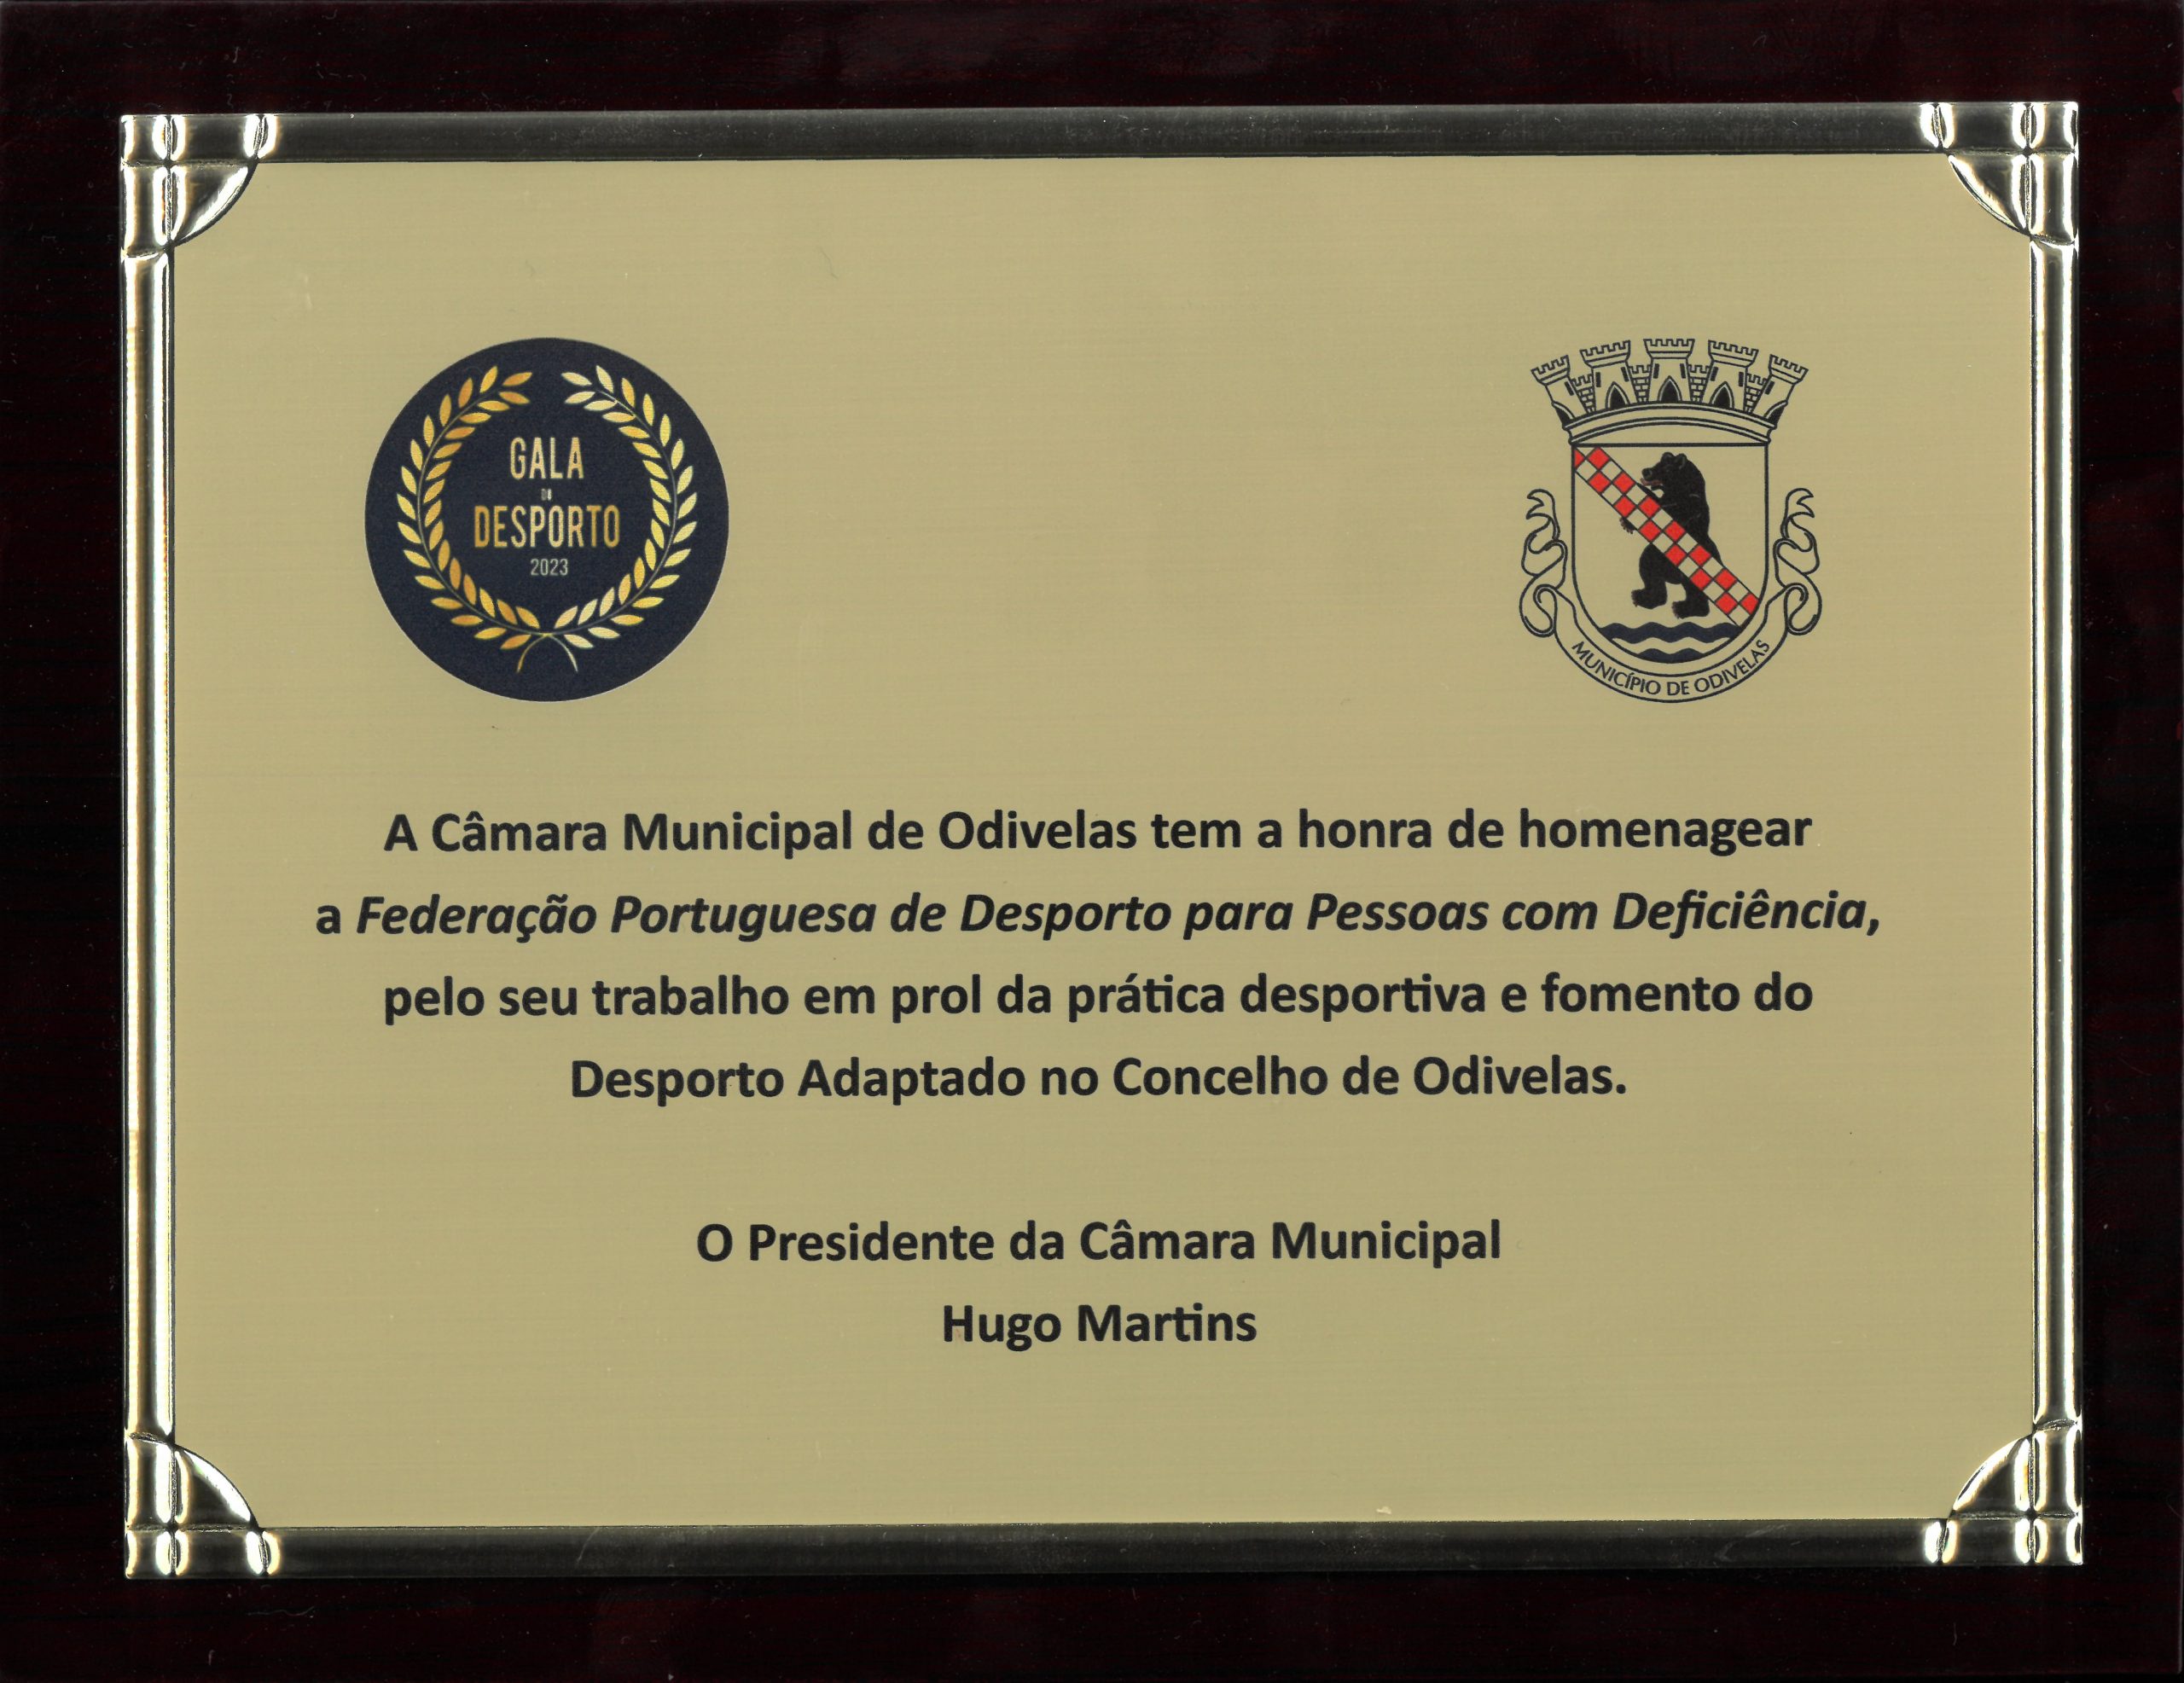 GALA
DO
DESPORTO
2023
MUNICÍPIO DE ODIVELAS
A Câmara Municipal de Odivelas tem a honra de homenagear
a Federação Portuguesa de Desporto para Pessoas com Deficiência,
pelo seu trabalho em prol da prática desportiva e fomento do
Desporto Adaptado no Concelho de Odivelas.
O Presidente da Câmara Municipal
Hugo Martins